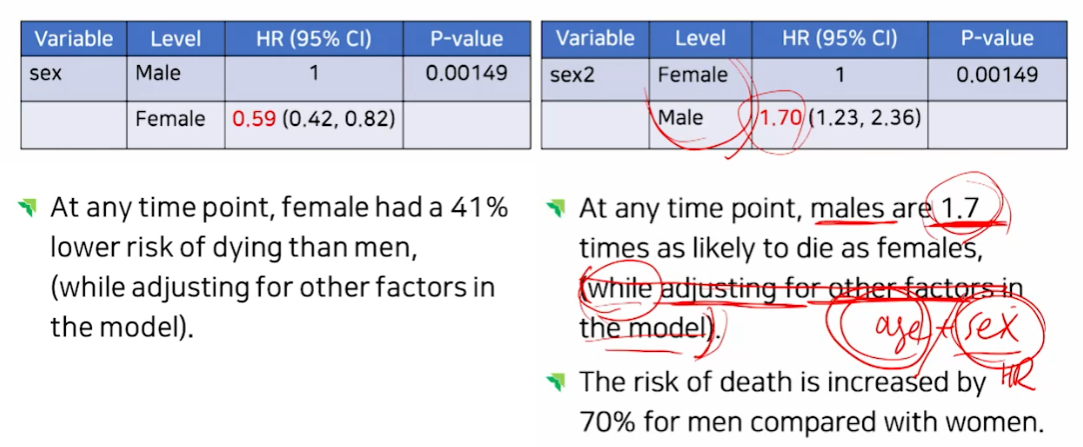 Variable Level HR (95% CI) P-value
sex Male 1 0.00149
Female 0.59 (0.42, 0.82)
At any time point, female had a 41%
lower risk of dying than men,
(while adjusting for other factors in
the model).
Variable Level HR (95% CI) P-value
sex2 Female 1 0.00149
Male 1.70 (1.23, 2.36)
At any time point, males are 1.7
times as likely to die as females,
(while adjusting for other factors in
the model).
age + sex
HR
The risk of death is increased by
70% for men compared with women.